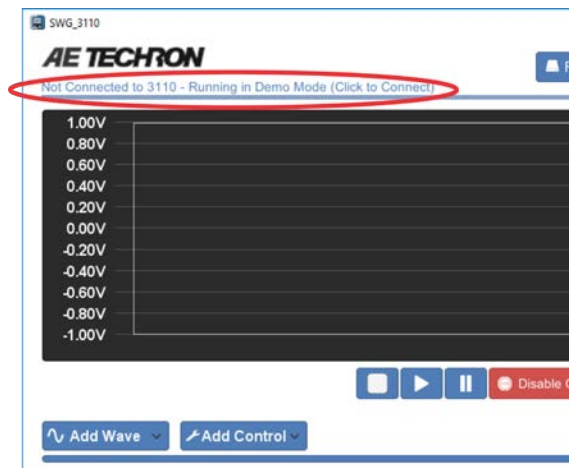 SWG_3110
AE TECHRON
Not Connected to 3110 - Running in Demo Mode (Click to Connect)
1.00V
0.80V
0.60V
0.40V
0.20V
0.00V
-0.20V
-0.40V
-0.60V
-0.80V
-1.00V
Disable
Add Wave
Add Control